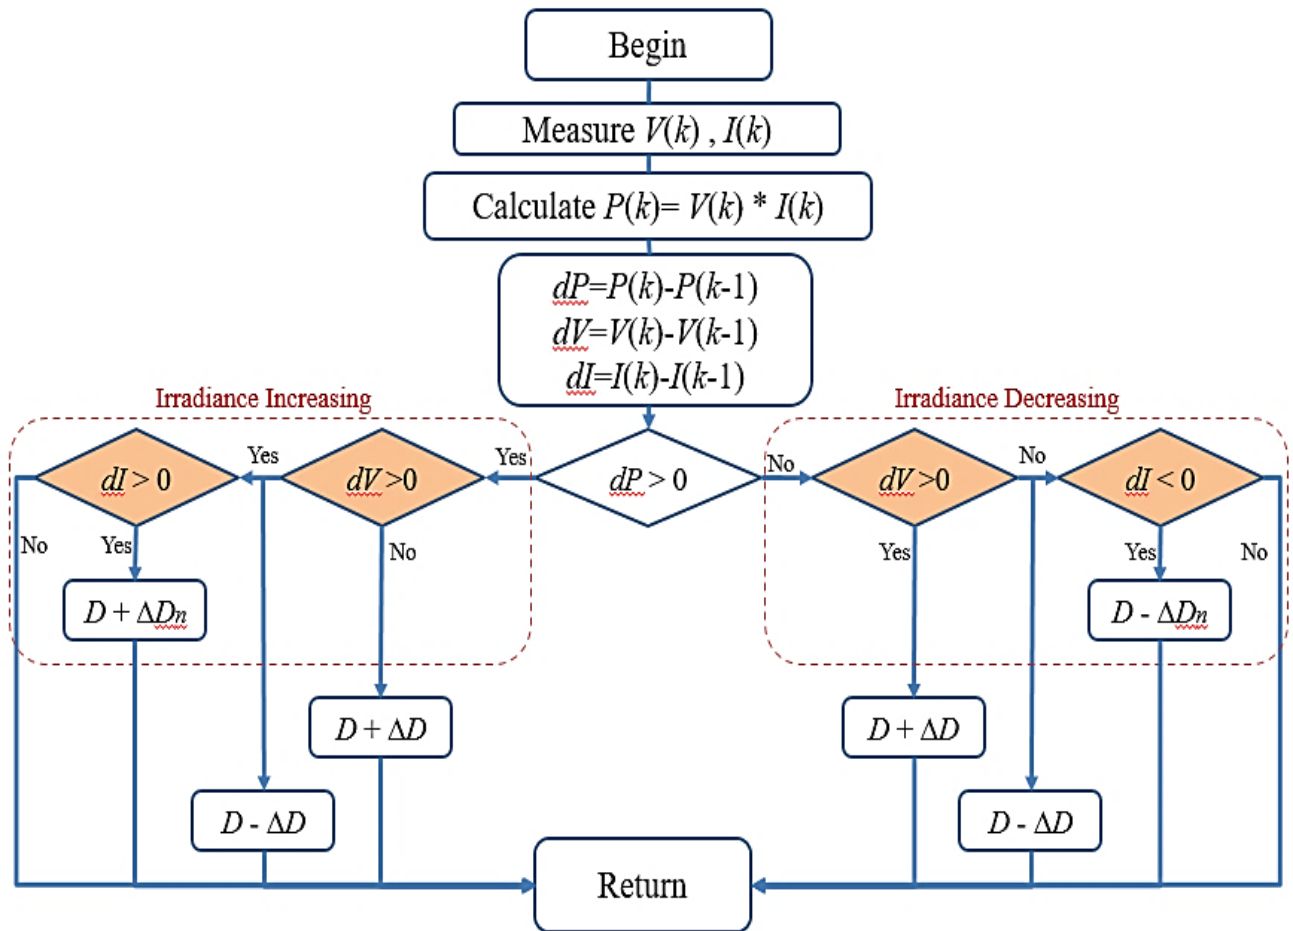 Begin
Measure V(k) , I(k)
Calculate P(k)= V(k) * I(k)
dP=P(k)-P(k-1)
dV=V(k)-V(k-1)
dI=I(k)-I(k-1)
Irradiance Increasing
Irradiance Decreasing
dI > 0
Yes
dV >0
Yes
dP > 0
No
dV >0
No
dI < 0
No
Yes
No
Yes
Yes
No
D + ΔDn
D - ΔDn
D + ΔD
D + ΔD
D - ΔD
D - ΔD
Return